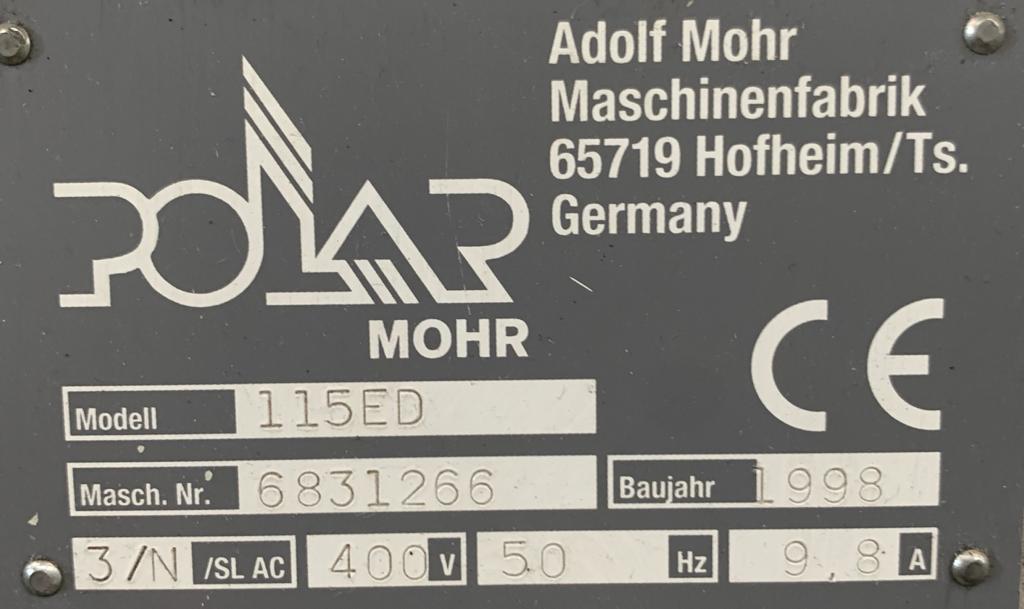 Adolf Mohr
Maschinenfabrik
65719 Hofheim/Ts.
Germany
POLAR
MOHR
CE
Modell 115ED
Masch. Nr. 6831266 Baujahr 1998
3/N /SL AC 400 V 50 Hz 9,8 A